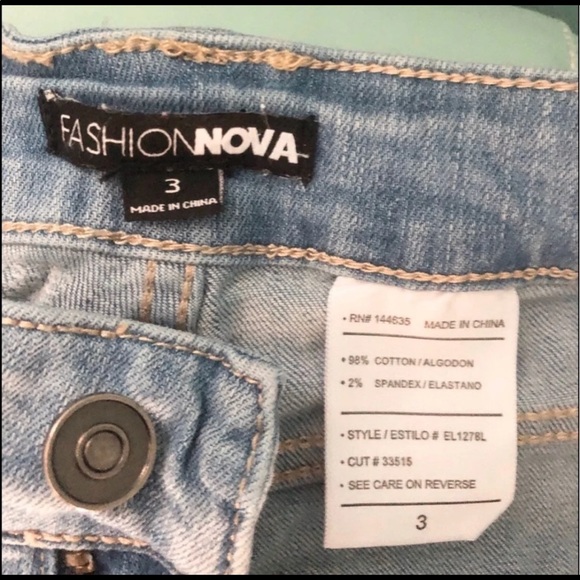 FASHIONNOVA
3
MADE IN CHINA
• RN# 144635 MADE IN CHINA
• 98% COTTON / ALGODON
• 2% SPANDEX / ELASTANO
• STYLE / ESTILO # EL1278L
• CUT # 33515
• SEE CARE ON REVERSE
3